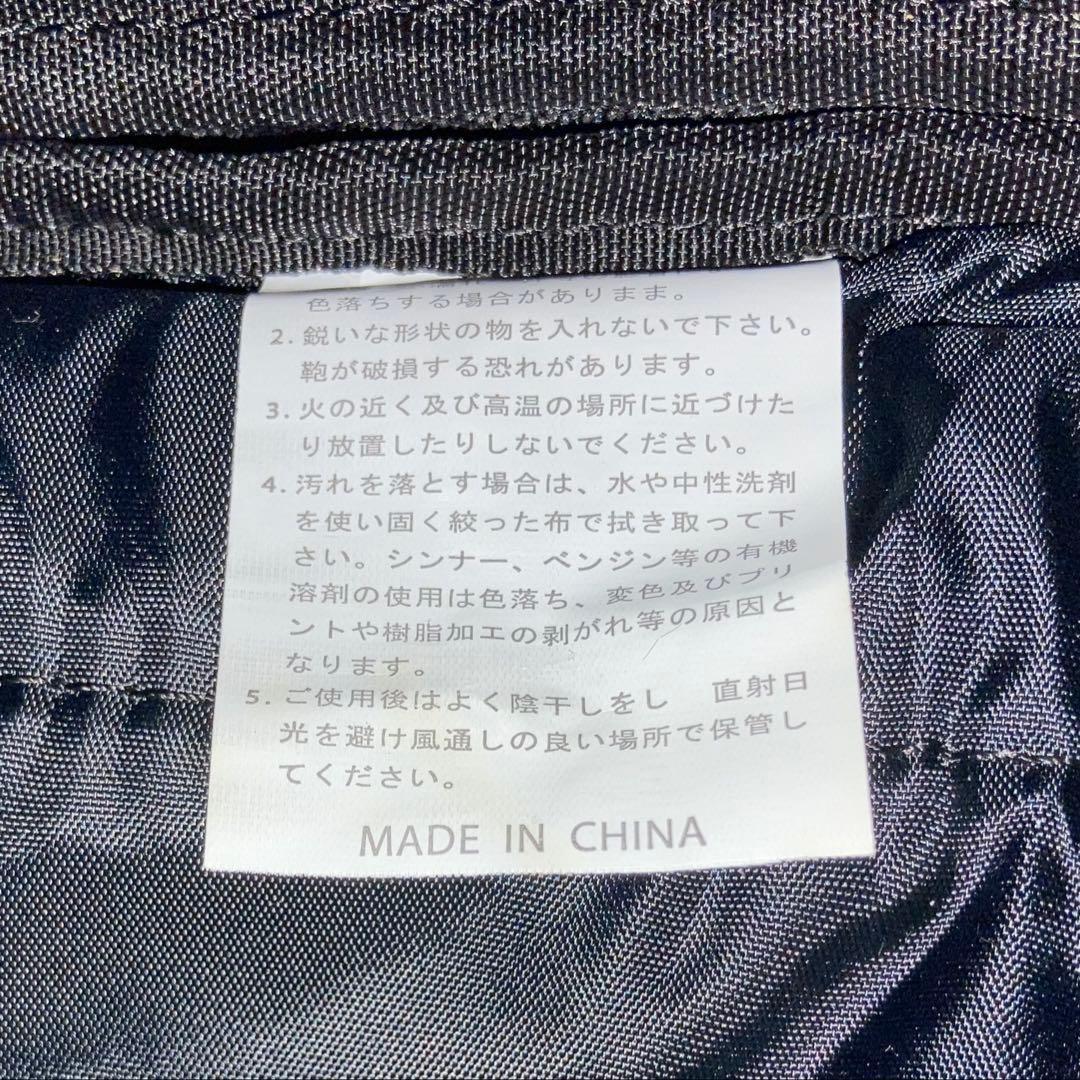 色落ちする場合がありまま。
2. 鋭いな形状の物を入れないで下さい。
鞄が破損する恐れがあります。
3. 火の近く及び高温の場所に近づけた
り放置したりしないでください。
4. 汚れを落とす場合は、水や中性洗剤
を使い固く絞った布で拭き取って下
さい。シンナー、ベンジン等の有機
溶剤の使用は色落ち、変色及びプリ
ントや樹脂加工の剥がれ等の原因と
なります。
5. ご使用後はよく陰干しをし 直射日
光を避け風通しの良い場所で保管し
てください。
MADE IN CHINA